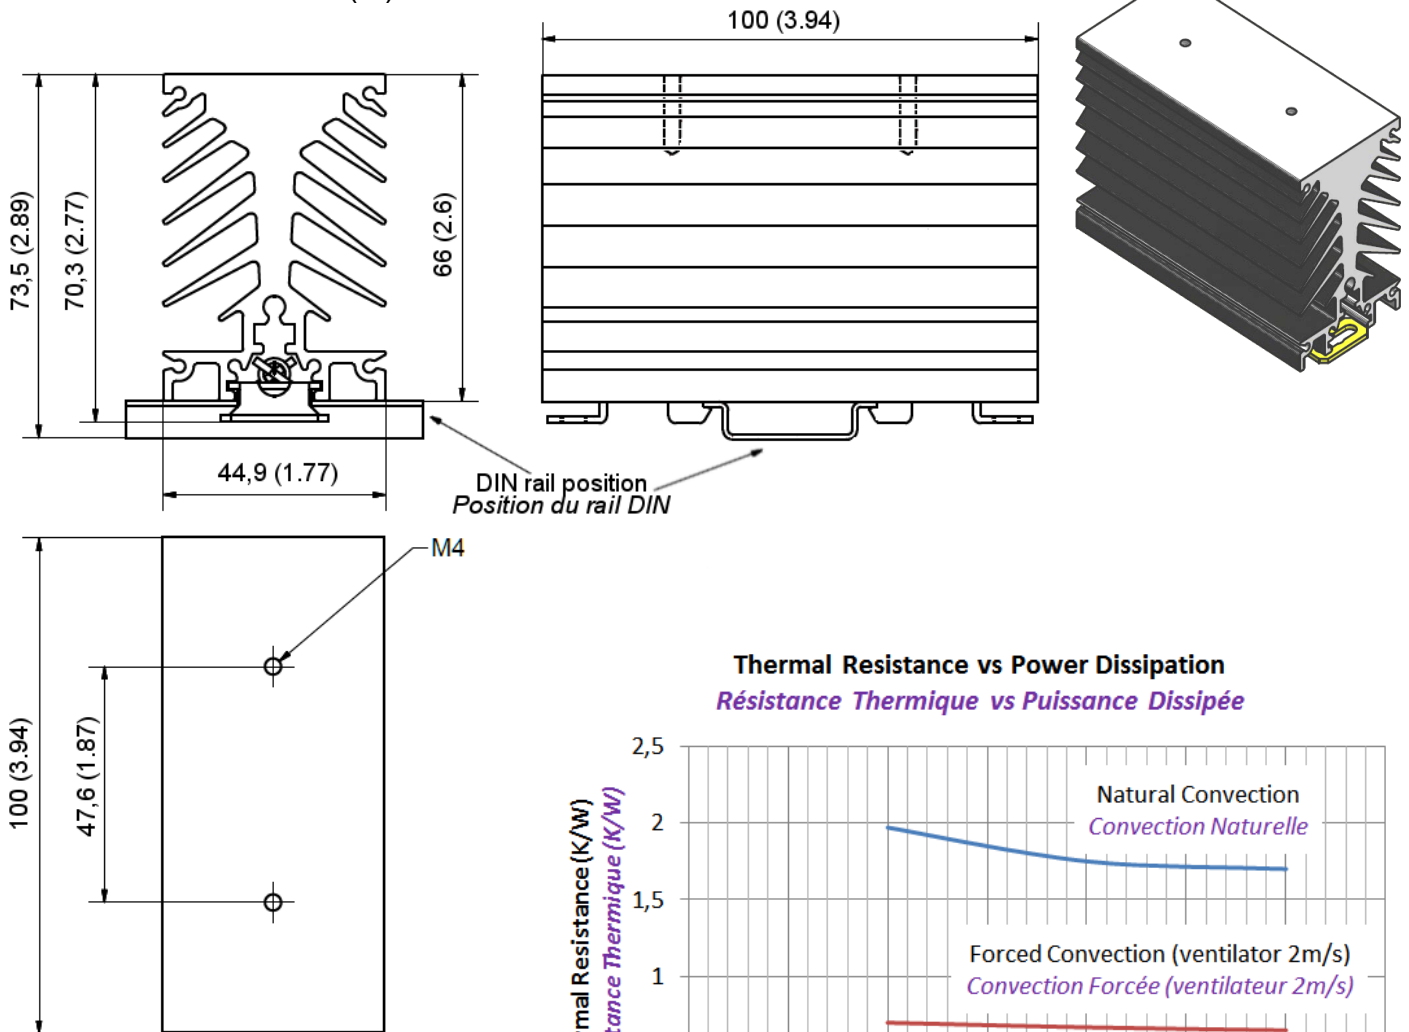 100 (3.94)
73,5 (2.89)
70,3 (2.77)
66 (2.6)
44,9 (1.77)
DIN rail position
Position du rail DIN
M4
100 (3.94)
47,6 (1.87)
Thermal Resistance vs Power Dissipation
Résistance Thermique vs Puissance Dissipée
2,5
2
1,5
1
Resistance (K/W)
Thermique (K/W)
Natural Convection
Convection Naturelle
Forced Convection (ventilator 2m/s)
Convection Forcée (ventilateur 2m/s)